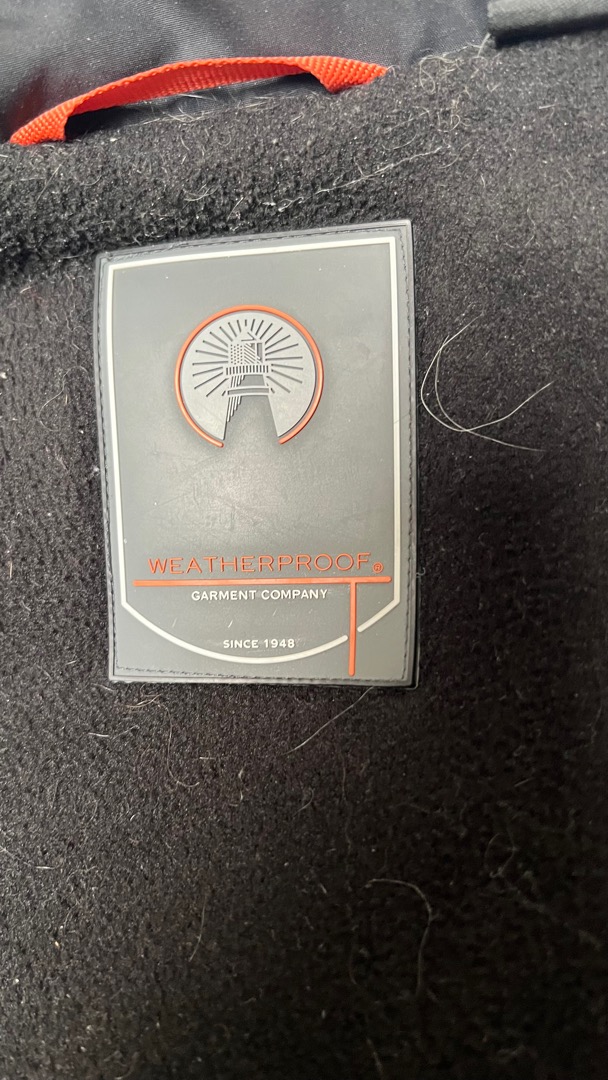 WEATHERPROOF®
GARMENT COMPANY
SINCE 1948